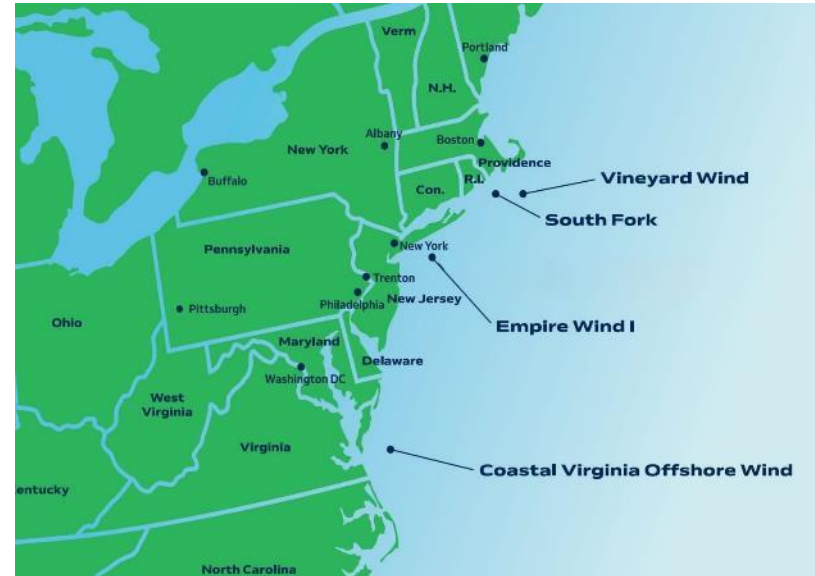 Verm
Portland
N.H.
Albany
Boston
New York
Providence
Buffalo
Con.
R.I.
Vineyard Wind
South Fork
Pennsylvania
New York
Trenton
Philadelphia
New Jersey
Pittsburgh
Ohio
Empire Wind I
Maryland
Delaware
Washington DC
West
Virginia
Virginia
Coastal Virginia Offshore Wind
entucky
North Carolina